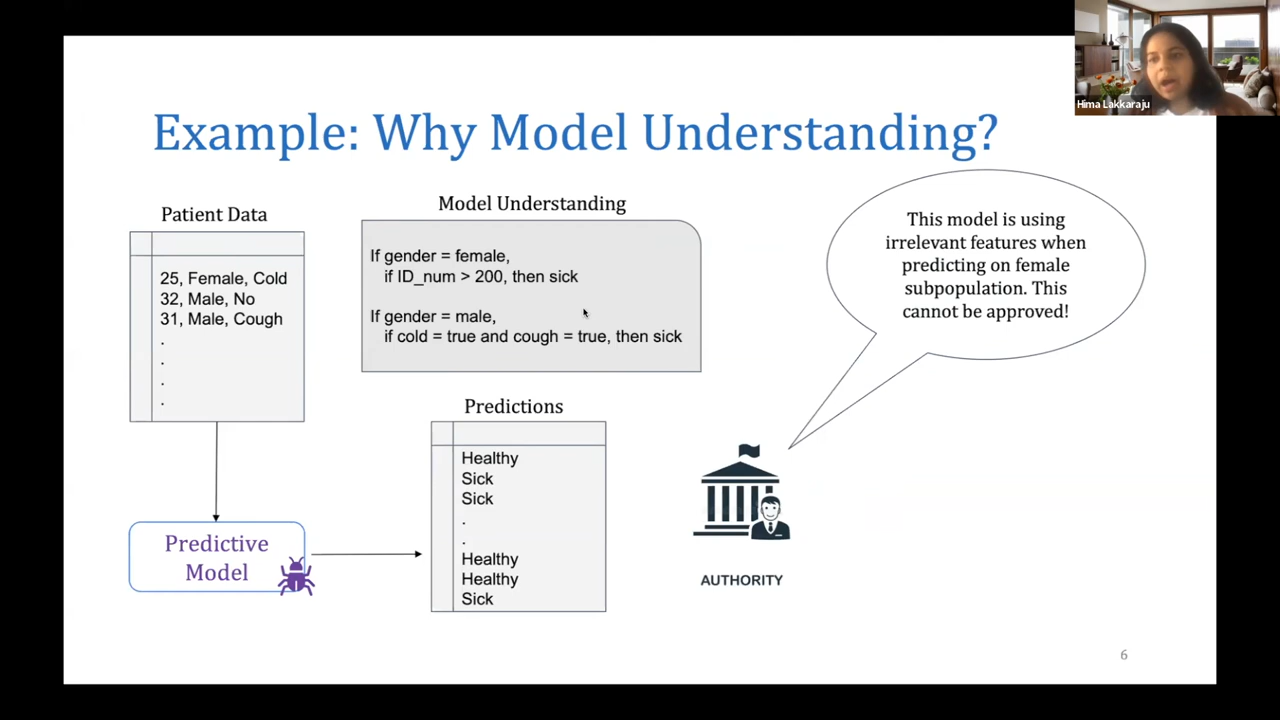 Hima Lakkaraju
Example: Why Model Understanding?
Patient Data
25, Female, Cold
32, Male, No
31, Male, Cough
.
.
.
.
Model Understanding
If gender = female,
if ID_num > 200, then sick
If gender = male,
if cold = true and cough = true, then sick
This model is using
irrelevant features when
predicting on female
subpopulation. This
cannot be approved!
Predictive
Model
Predictions
Healthy
Sick
Sick
.
.
Healthy
Healthy
Sick
AUTHORITY
6